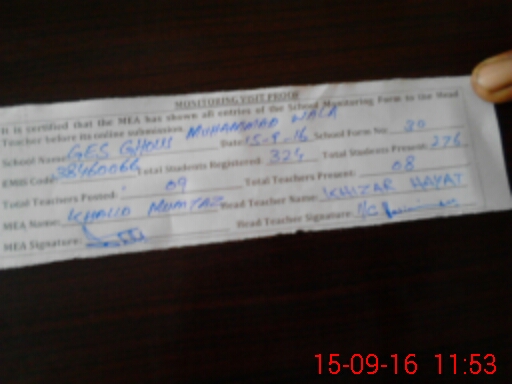 MONITORING VISIT PROOF
It is certified that the MEA has shown all entries of the School Monitoring Form to the Head
Teacher before its online submission.
School Name: GES GHOUS MUHAMMAD WALA
EMIS Code: 38460066 Date: 15-9-16 School Form No: 30
Total Students Registered: 324 Total Students Present: 276
Total Teachers Posted: 09 Total Teachers Present: 08
MEA Name: KHALID MUMTAZ Head Teacher Name: KHIZAR HAYAT
MEA Signature: Head Teacher Signature: I/C
15-09-16 11:53